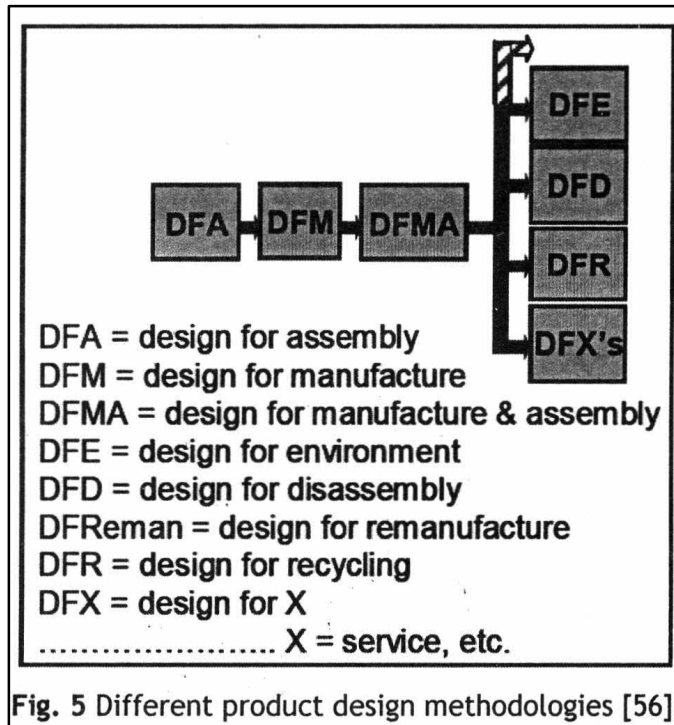 DFE
DFD
DFA DFM DFMA
DFR
DFX's
DFA = design for assembly
DFM = design for manufacture
DFMA = design for manufacture & assembly
DFE = design for environment
DFD = design for disassembly
DFReman = design for remanufacture
DFR = design for recycling
DFX = design for X
........................ X = service, etc.
Fig. 5 Different product design methodologies [56]